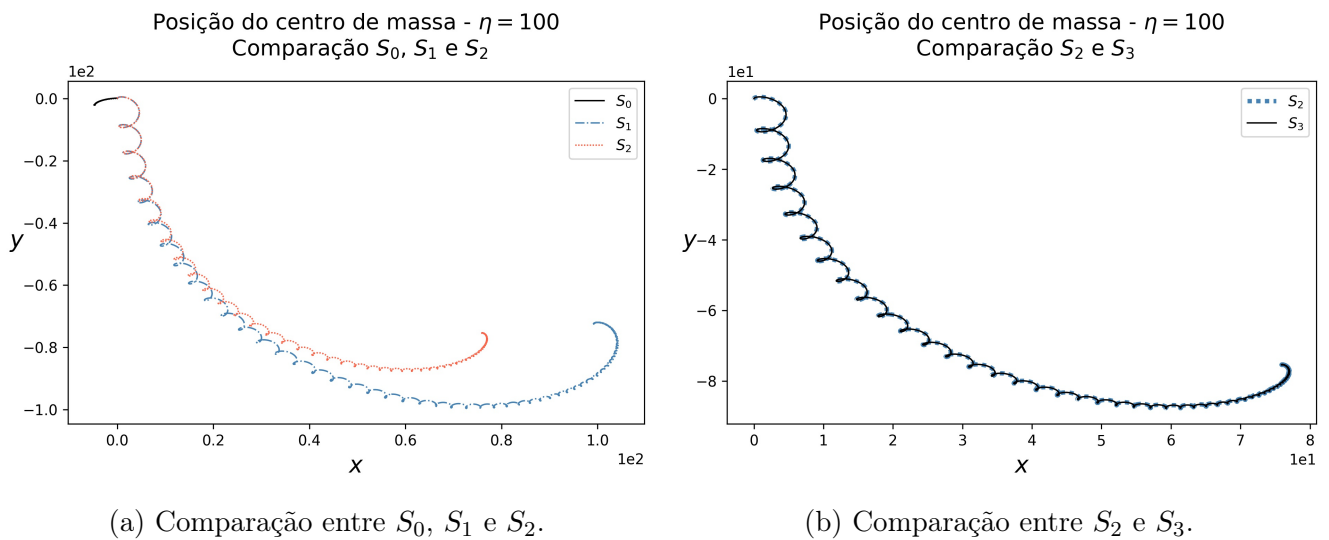 Posição do centro de massa - η = 100
Comparação S₀, S₁ e S₂
1e2
0.0
−0.2
−0.4
−0.6
−0.8
−1.0
y
S₀
S₁
S₂
0.0 0.2 0.4 0.6 0.8 1.0
1e2
x
(a) Comparação entre S₀, S₁ e S₂.
Posição do centro de massa - η = 100
Comparação S₂ e S₃
1e1
0
−2
−4
−6
−8
y
S₂
S₃
0 1 2 3 4 5 6 7 8
1e1
x
(b) Comparação entre S₂ e S₃.